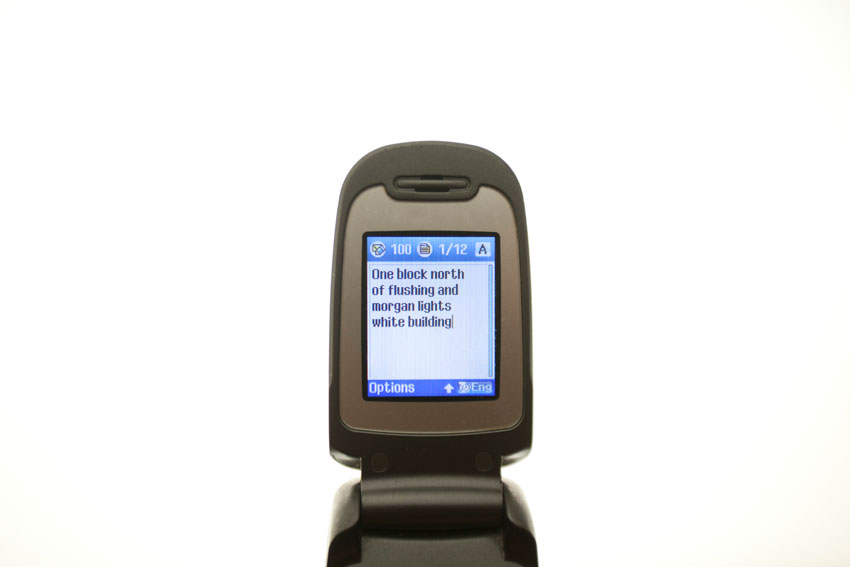 100 1/12 A
One block north
of flushing and
morgan lights
white building
Options Eng